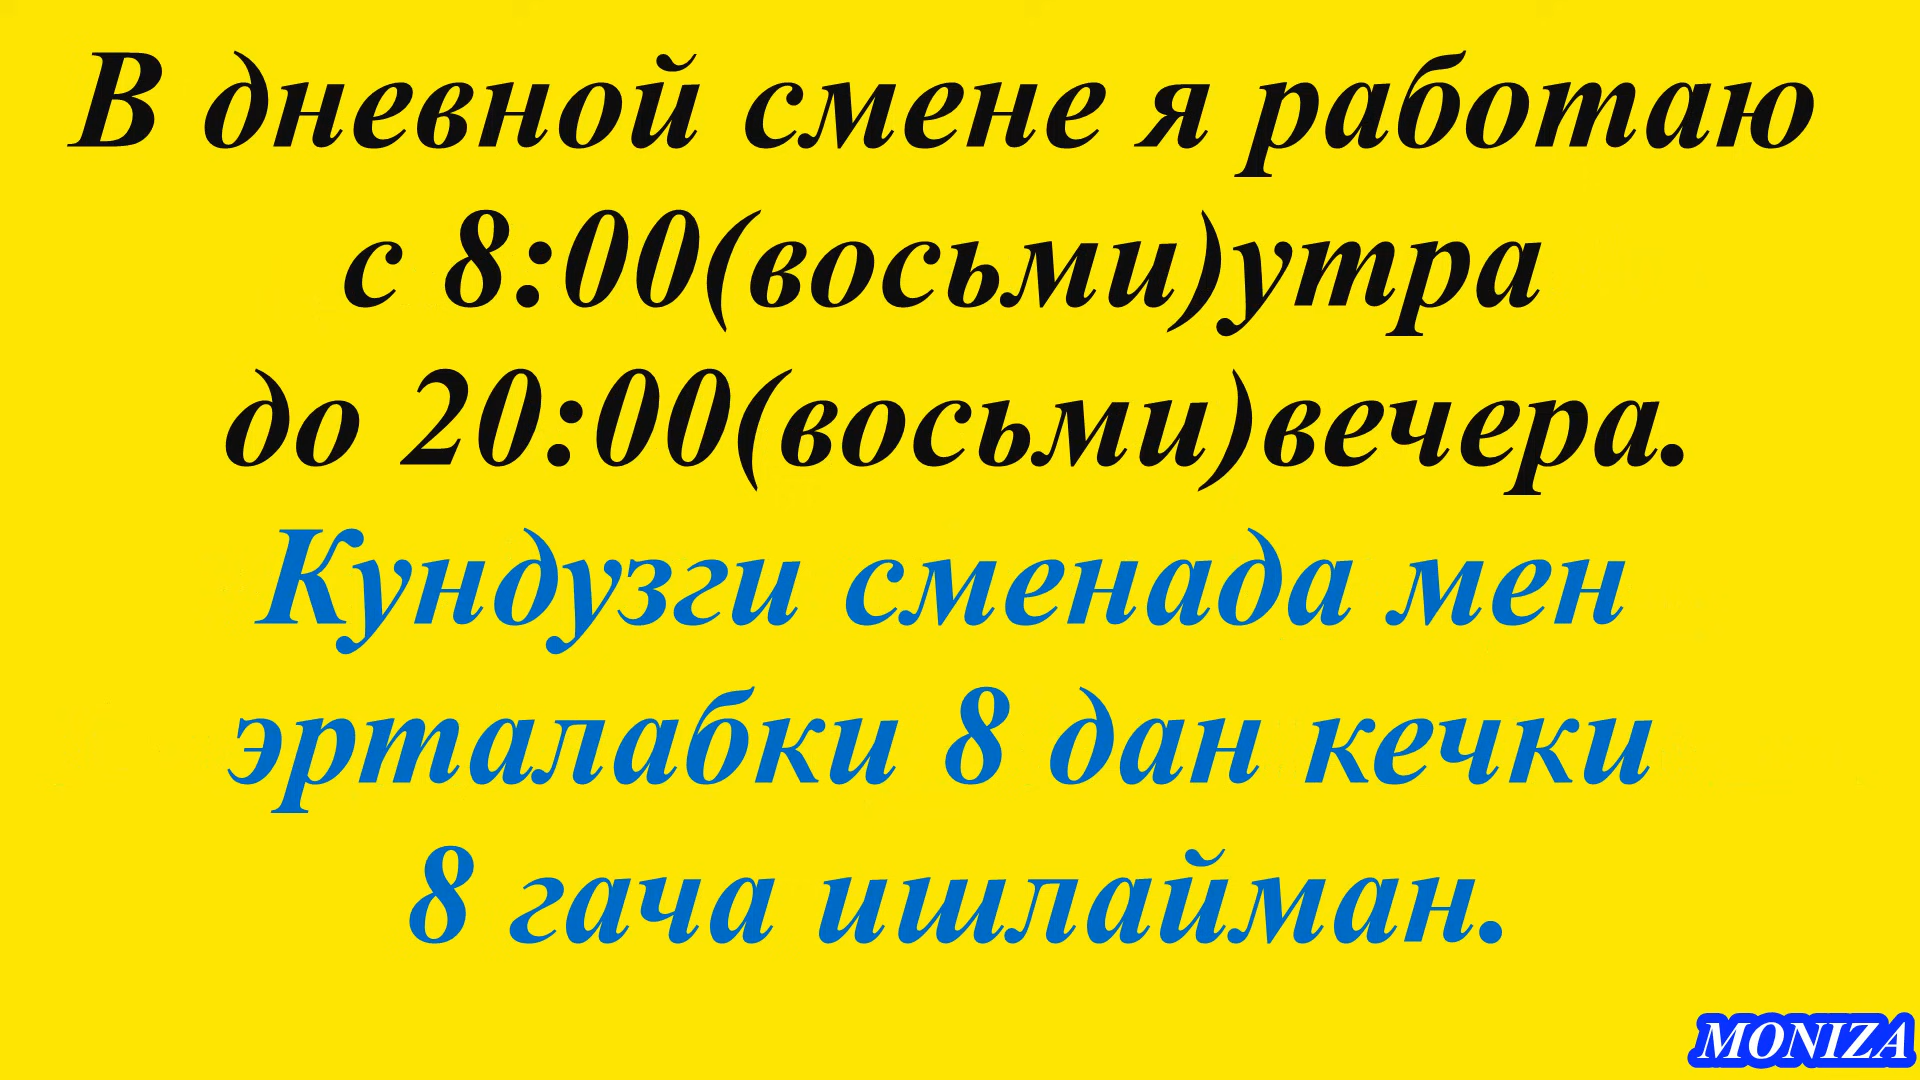 В дневной смене я работаю
с 8:00(восьми)утра
до 20:00(восьми)вечера.
Кундузги сменада мен
эрталабки 8 дан кечки
8 гача ишлайман.
MONIZA